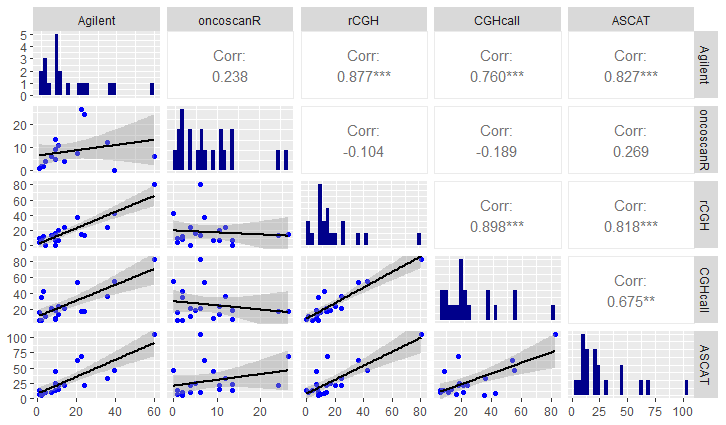 Agilent oncoscanR rCGH CGHcall ASCAT
5
4
3
2
1
0
Corr:
0.238
Corr:
0.877***
Corr:
0.760***
Corr:
0.827***
Agilent
20
10
0
Corr:
-0.104
Corr:
-0.189
Corr:
0.269
oncoscanR
80
60
40
20
0
Corr:
0.898***
Corr:
0.818***
rCGH
80
60
40
20
Corr:
0.675**
CGHcall
100
75
50
25
0
ASCAT
0 20 40 60 0 10 20 0 20 40 60 80 20 40 60 80 0 25 50 75 100